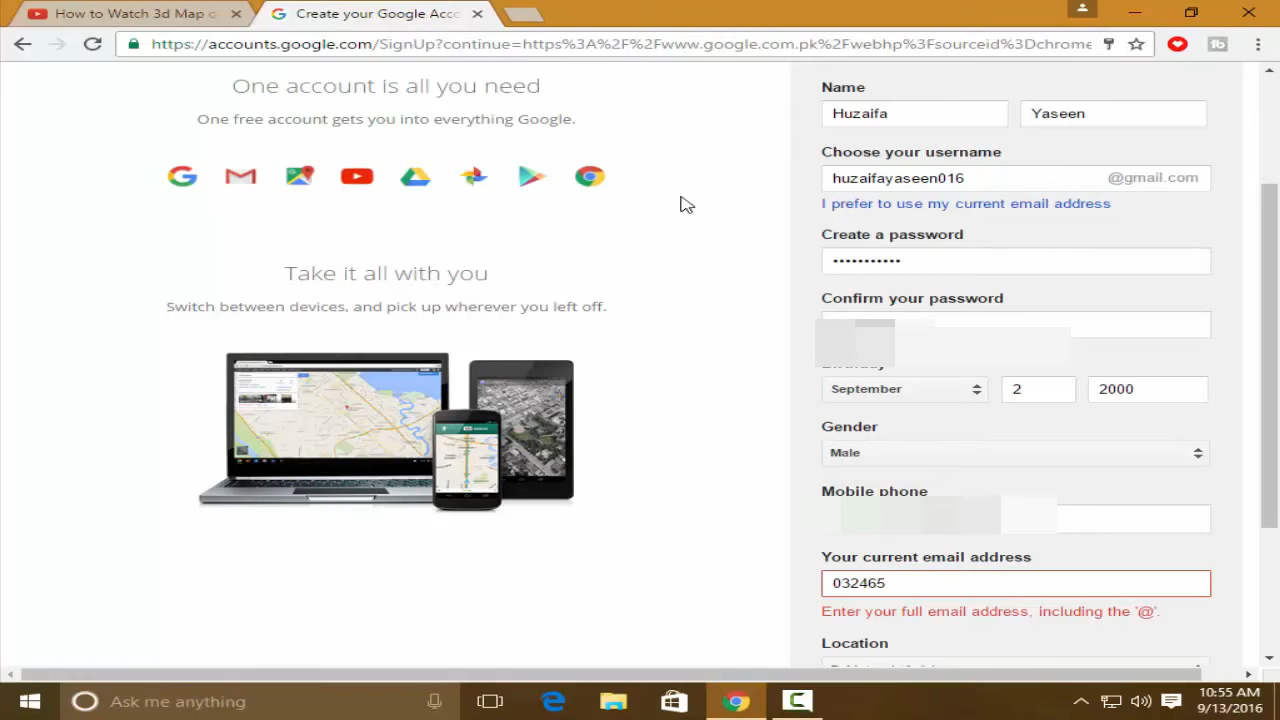 How to Watch 3d Map o
Create your Google Acco
https://accounts.google.com/SignUp?continue=https%3A%2F%2Fwww.google.com.pk%2Fwebhp%3Fsourceid%3Dchrome
One account is all you need
One free account gets you into everything Google.
Take it all with you
Switch between devices, and pick up wherever you left off.
Name
Huzaifa Yaseen
Choose your username
huzaifayaseen016 @gmail.com
I prefer to use my current email address
Create a password
•••••••••••
Confirm your password
September 2 2000
Gender
Male
Mobile phone
Your current email address
032465
Enter your full email address, including the '@'.
Location
Ask me anything
10:55 AM
9/13/2016